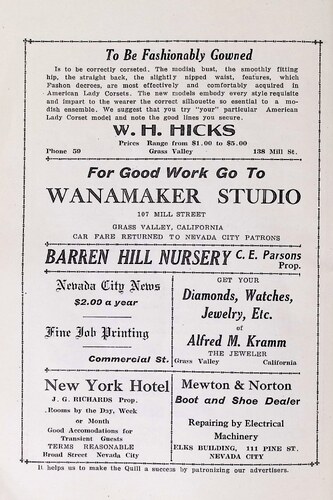 To Be Fashionably Gowned
Is to be correctly corseted. The modish bust, the smoothly fitting
hip, the straight back, the slightly nipped waist, features, which
Fashon decroes, are most effectively and comfortably acquired in
American Lady Corsets. The new models embody every style requisite
and impart to the wearer the correct silhouette so essential to a mo-
dish ensemble. We suggest that you try "your" particular American
Lady Corset model and note the good lines you secure.
W. H. HICKS
Prices Range from $1.00 to $5.00
Phone 59 Grass Valley 138 Mill St.
For Good Work Go To
WANAMAKER STUDIO
107 MILL STREET
GRASS VALLEY, CALIFORNIA
CAR FARE RETURNED TO NEVADA CITY PATRONS
BARREN HILL NURSERY C. E. Parsons
Prop.
Nevada City News
$2.00 a year
Fine Job Printing
Commercial St.
GET YOUR
Diamonds, Watches,
Jewelry, Etc.
of
Alfred M. Kramm
THE JEWELER
Grass Valley California
New York Hotel
J. G. RICHARDS Prop.
Rooms by the Day, Week
or Month
Good Accomodations for
Transient Guests
TERMS REASONABLE
Broad Street Nevada City
Mewton & Norton
Boot and Shoe Dealer
Repairing by Electrical
Machinery
ELKS BUILDING, 111 PINE ST.
NEVADA CITY
It helps us to make the Quill a success by patronizing our advertisers.